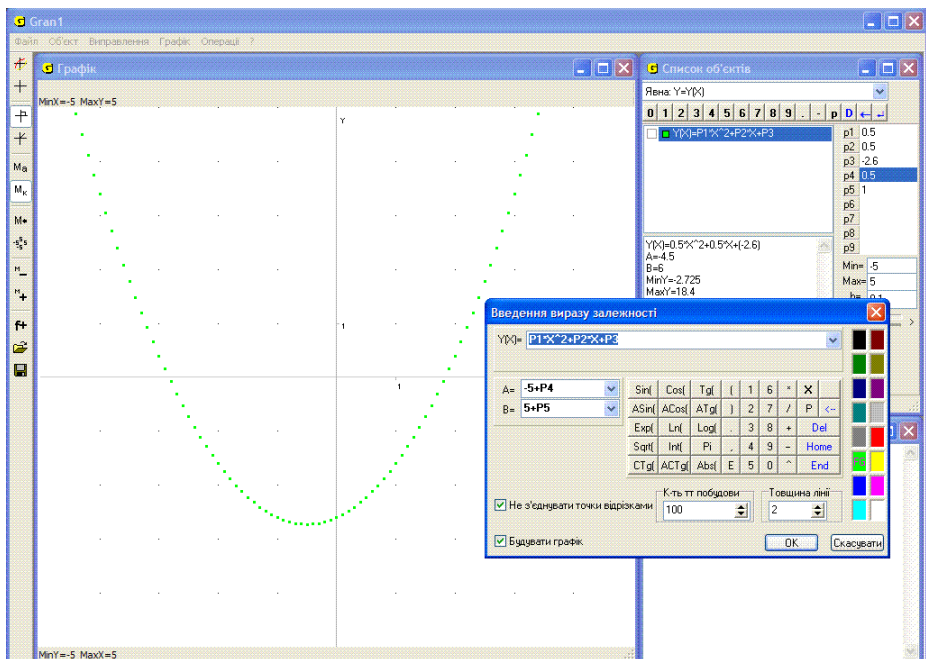 Gran1
Файл Об'єкт Виправлення Графік Операції ?
Графік
MinX=-5 MaxY=5
Y
1
1
MinY=-5 MaxX=5
Ma
Мк
M*
M_
M+
f+
Список об'єктів
Явна: Y=Y(X)
0 1 2 3 4 5 6 7 8 9 . - p D ← ↵
Y(X)=P1*X^2+P2*X+P3
p1 0.5
p2 0.5
p3 -2.6
p4 0.5
p5 1
p6
p7
p8
p9
Y(X)=0.5*X^2+0.5*X+(-2.6)
A=-4.5
B=6
MinY=-2.725
MaxY=18.4
Min= -5
Max= 5
h= 0.1
Введення виразу залежності
Y(X)= P1*X^2+P2*X+P3
A= -5+P4
B= 5+P5
Sin( Cos( Tg( ( 1 6 * X
ASin( ACos( ATg( ) 2 7 / P <-
Exp( Ln( Log( . 3 8 + Del
Sqrt( Int( Pi , 4 9 - Home
CTg( ACTg( Abs( E 5 0 ^ End
Не з'єднувати точки відрізками
К-ть тт побудови
100
Товщина лінії
2
Будувати графік
OK
Скасувати